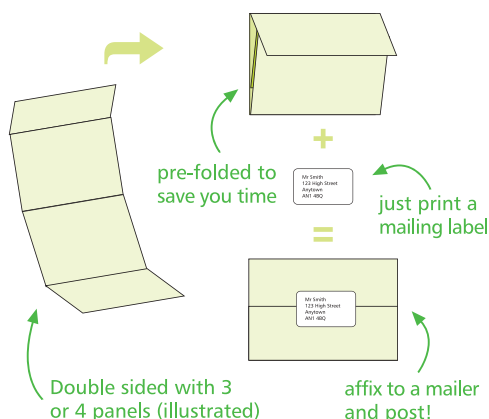 pre-folded to
save you time
+
Mr Smith
123 High Street
Anytown
AN1 4BQ
just print a
mailing label
=
Mr Smith
123 High Street
Anytown
AN1 4BQ
Double sided with 3
or 4 panels (illustrated)
affix to a mailer
and post!